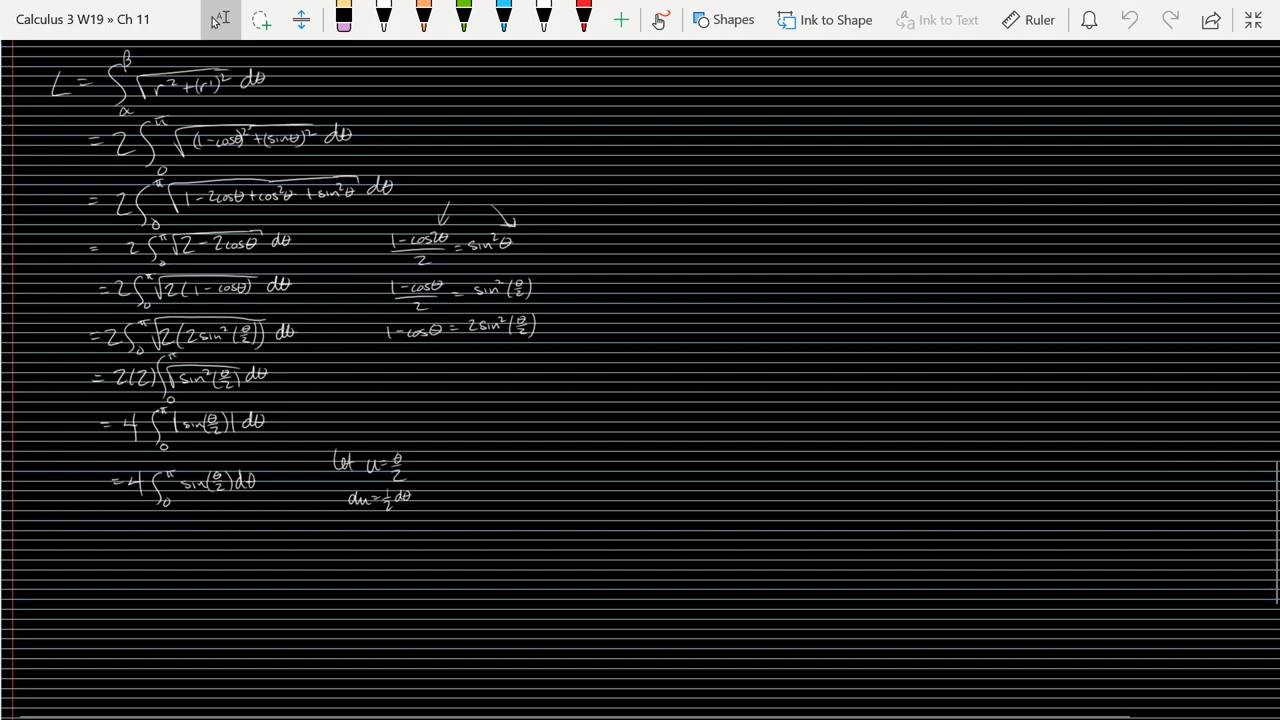 Calculus 3 W19 » Ch 11
Shapes
Ink to Shape
Ink to Text
Ruler
L = ∫_α^β √(r² + (r')²) dθ
= 2 ∫_0^π √((1-cosθ)² + (sinθ)²) dθ
= 2 ∫_0^π √(1 - 2cosθ + cos²θ + sin²θ) dθ
= 2 ∫_0^π √(2 - 2cosθ) dθ
(1-cos2θ)/2 = sin²θ
= 2 ∫_0^π √(2(1-cosθ)) dθ
(1-cosθ)/2 = sin²(θ/2)
= 2 ∫_0^π √(2(2sin²(θ/2))) dθ
1-cosθ = 2sin²(θ/2)
= 2(2) ∫_0^π √(sin²(θ/2)) dθ
= 4 ∫_0^π |sin(θ/2)| dθ
= 4 ∫_0^π sin(θ/2) dθ
let u = θ/2
du = 1/2 dθ